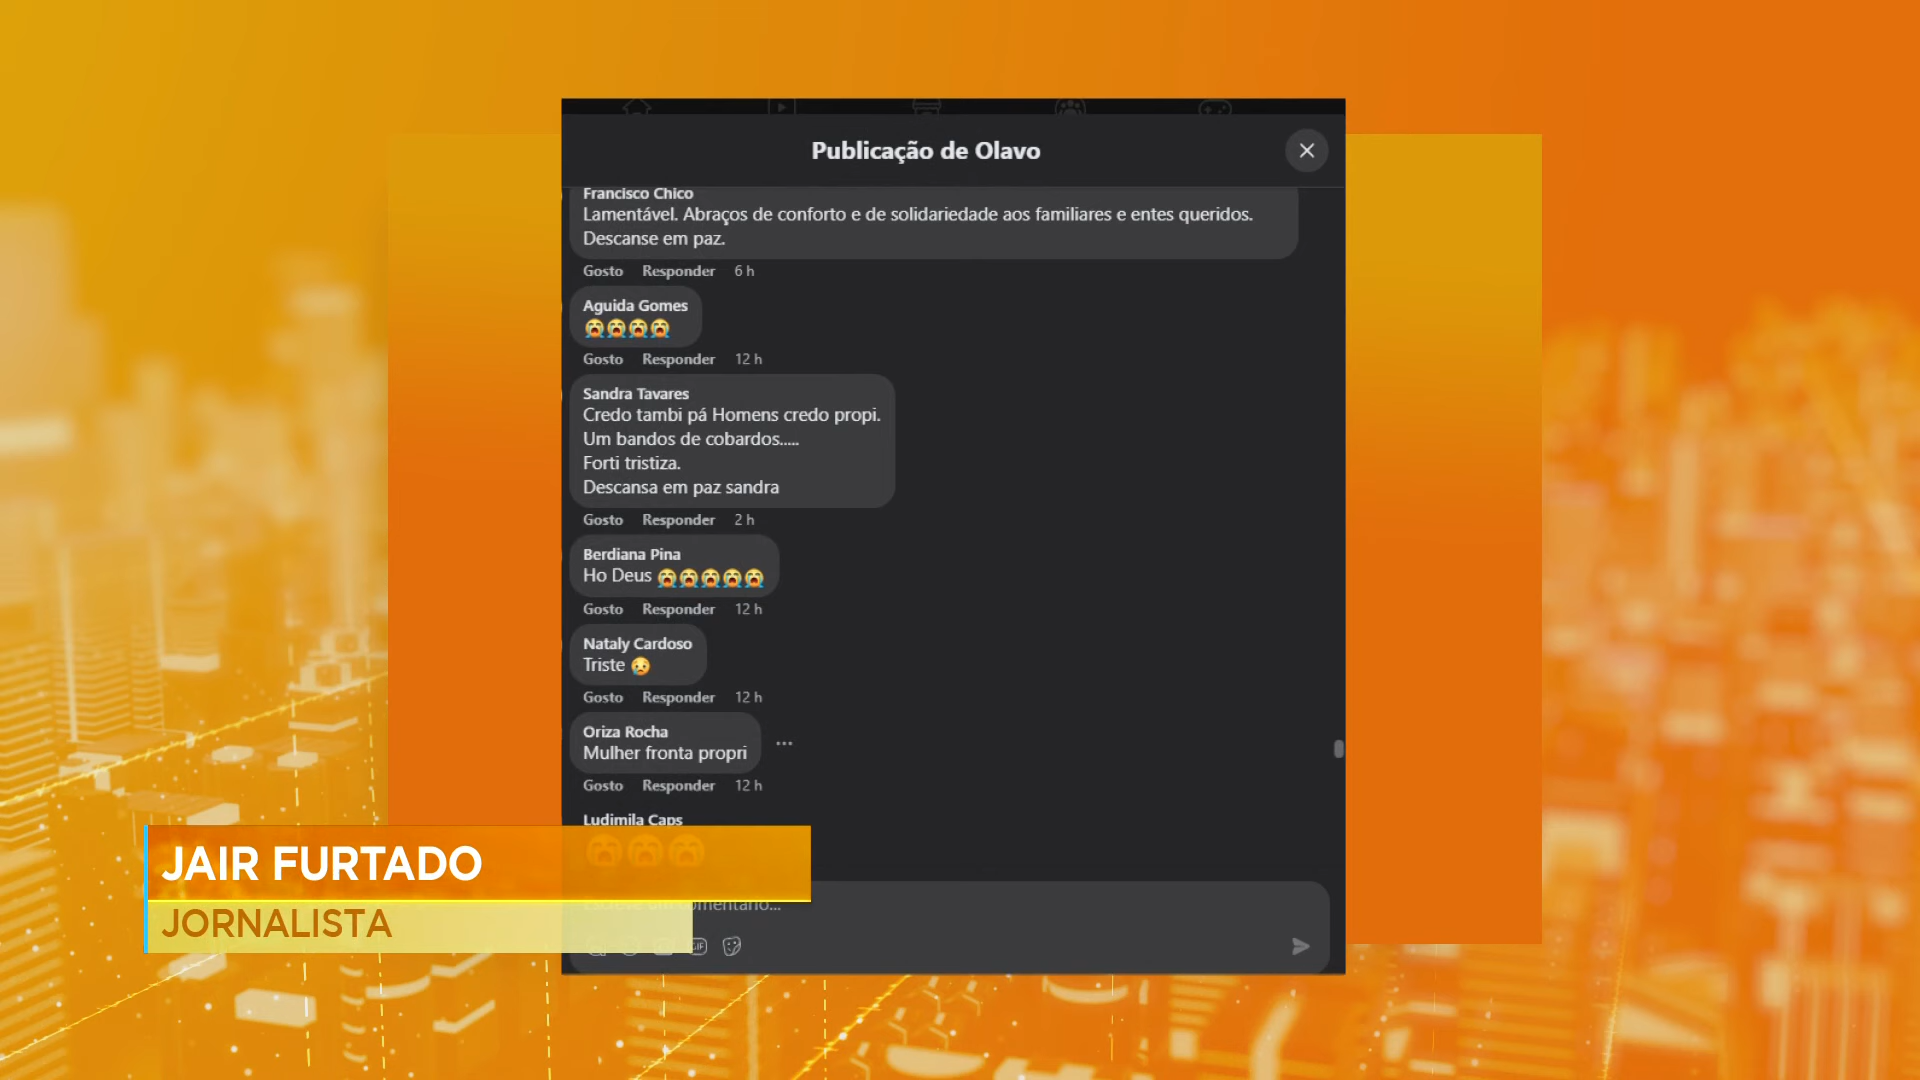 Publicação de Olavo
Francisco Chico
Lamentável. Abraços de conforto e de solidariedade aos familiares e entes queridos.
Descanse em paz.
Gosto Responder 6 h
Aguida Gomes
😭😭😭😭
Gosto Responder 12 h
Sandra Tavares
Credo tambi pá Homens credo propi.
Um bandos de cobardos.....
Forti tristiza.
Descansa em paz sandra
Gosto Responder 2 h
Berdiana Pina
Ho Deus 😭😭😭😭😭
Gosto Responder 12 h
Nataly Cardoso
Triste 😢
Gosto Responder 12 h
Oriza Rocha
Mulher fronta propri
Gosto Responder 12 h
Ludimila Caps
😭😭😭
JAIR FURTADO
JORNALISTA
comentário...
GIF